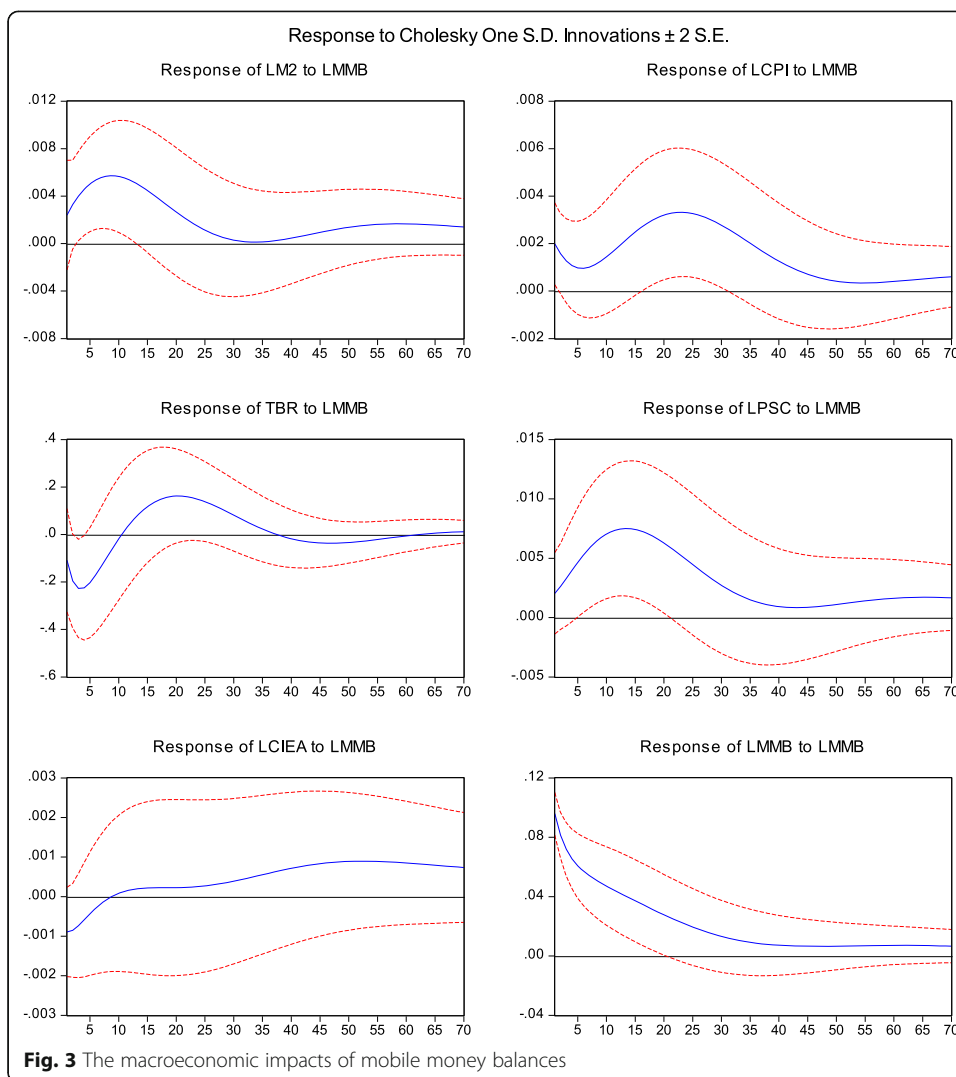 Response to Cholesky One S.D. Innovations ± 2 S.E.
Response of LM2 to LMMB
.012
.008
.004
.000
-.004
-.008
5 10 15 20 25 30 35 40 45 50 55 60 65 70
Response of LCPI to LMMB
.008
.006
.004
.002
.000
-.002
5 10 15 20 25 30 35 40 45 50 55 60 65 70
Response of TBR to LMMB
.4
.2
.0
-.2
-.4
-.6
5 10 15 20 25 30 35 40 45 50 55 60 65 70
Response of LPSC to LMMB
.015
.010
.005
.000
-.005
5 10 15 20 25 30 35 40 45 50 55 60 65 70
Response of LCIEA to LMMB
.003
.002
.001
.000
-.001
-.002
-.003
5 10 15 20 25 30 35 40 45 50 55 60 65 70
Response of LMMB to LMMB
.12
.08
.04
.00
-.04
5 10 15 20 25 30 35 40 45 50 55 60 65 70
Fig. 3 The macroeconomic impacts of mobile money balances